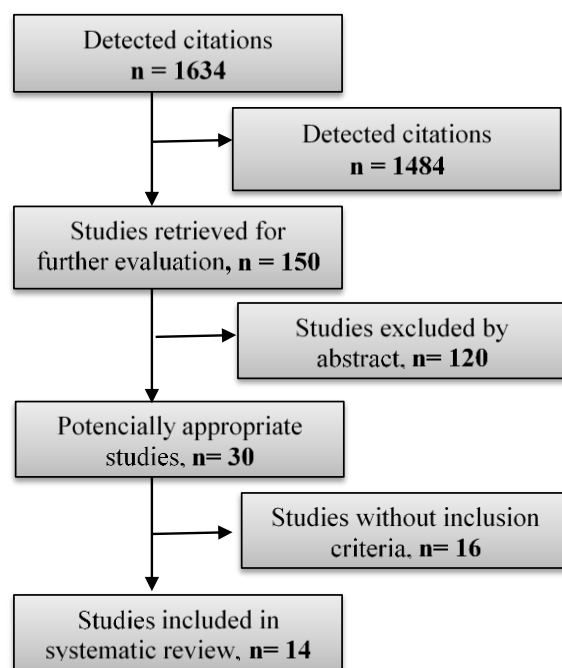 Detected citations
n = 1634
Detected citations
n = 1484
Studies retrieved for
further evaluation, n = 150
Studies excluded by
abstract, n= 120
Potencially appropriate
studies, n= 30
Studies without inclusion
criteria, n= 16
Studies included in
systematic review, n= 14